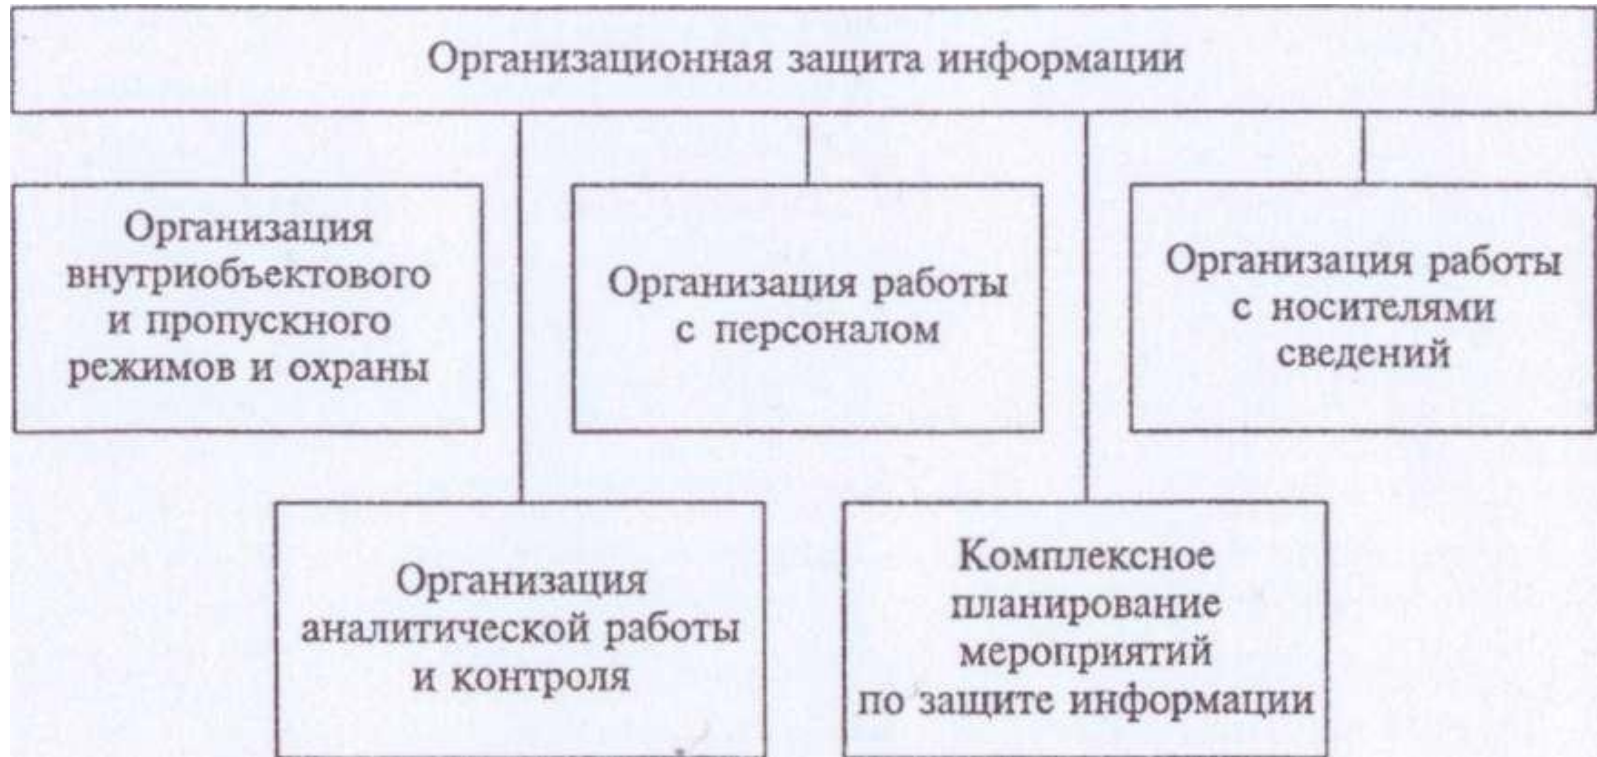 Организационная защита информации
Организация
внутриобъектового
и пропускного
режимов и охраны
Организация работы
с персоналом
Организация работы
с носителями
сведений
Организация
аналитической работы
и контроля
Комплексное
планирование
мероприятий
по защите информации